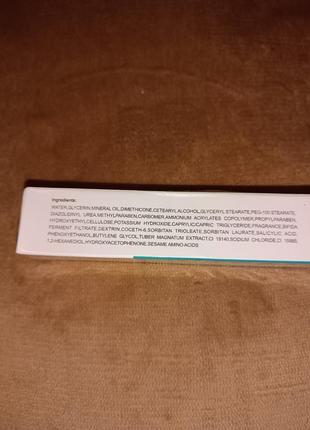 Ingredients:
WATER,GLYCERIN,MINERAL OIL,DIMETHICONE,CETEARYL ALCOHOL,GLYCERYL STEARATE,PEG-100 STEARATE,
DIAZOLIDINYL UREA,METHYLPARABEN,CARBOMER,AMMONIUM ACRYLATES COPOLYMER,PROPYLPARABEN,
HYDROXYETHYLCELLULOSE,POTASSIUM HYDROXIDE,CAPRYLIC/CAPRIC TRIGLYCERIDE,FRAGRANCE,BIFIDA
FERMENT FILTRATE,DEXTRIN,COCETH-6,SORBITAN TRIOLEATE,SORBITAN LAURATE,SALICYLIC ACID,
PHENOXYETHANOL,BUTYLENE GLYCOL,TUBER MAGNATUM EXTRACT,CI 19140,SODIUM CHLORIDE,CI 15985,
1,2-HEXANEDIOL,HYDROXYACETOPHENONE,SESAME AMINO ACIDS